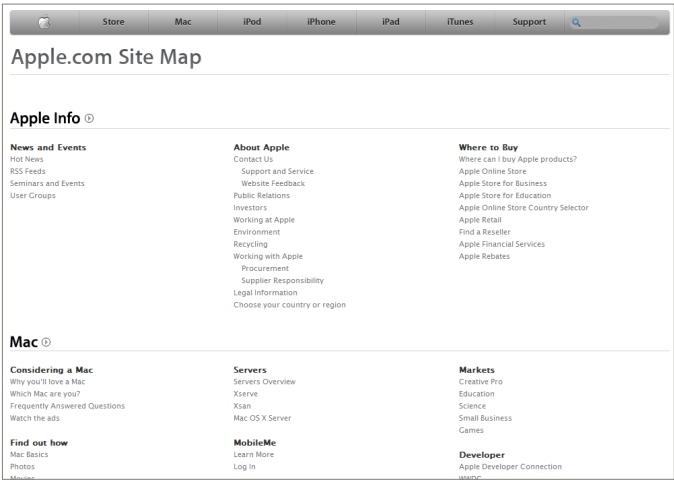 Store Mac iPod iPhone iPad iTunes Support
Apple.com Site Map
Apple Info
News and Events
Hot News
RSS Feeds
Seminars and Events
User Groups
About Apple
Contact Us
Support and Service
Website Feedback
Public Relations
Investors
Working at Apple
Environment
Recycling
Working with Apple
Procurement
Supplier Responsibility
Legal Information
Choose your country or region
Where to Buy
Where can I buy Apple products?
Apple Online Store
Apple Store for Business
Apple Store for Education
Apple Online Store Country Selector
Apple Retail
Find a Reseller
Apple Financial Services
Apple Rebates
Mac
Considering a Mac
Why you'll love a Mac
Which Mac are you?
Frequently Answered Questions
Watch the ads
Find out how
Mac Basics
Photos
Movies
Servers
Servers Overview
Xserve
Xsan
Mac OS X Server
MobileMe
Learn More
Log In
Markets
Creative Pro
Education
Science
Small Business
Games
Developer
Apple Developer Connection
WWDC